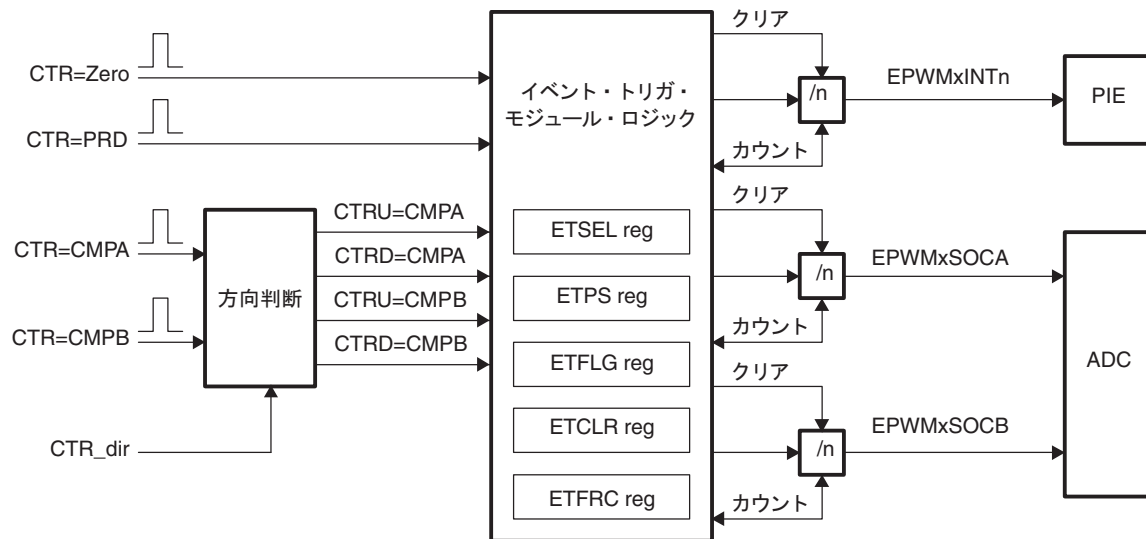 CTR=Zero
CTR=PRD
CTR=CMPA
CTR=CMPB
CTR_dir
方向判断
CTRU=CMPA
CTRD=CMPA
CTRU=CMPB
CTRD=CMPB
イベント・トリガ・
モジュール・ロジック
ETSEL reg
ETPS reg
ETFLG reg
ETCLR reg
ETFRC reg
クリア
/n
カウント
EPWMxINTn
PIE
クリア
/n
カウント
EPWMxSOCA
クリア
/n
カウント
EPWMxSOCB
ADC